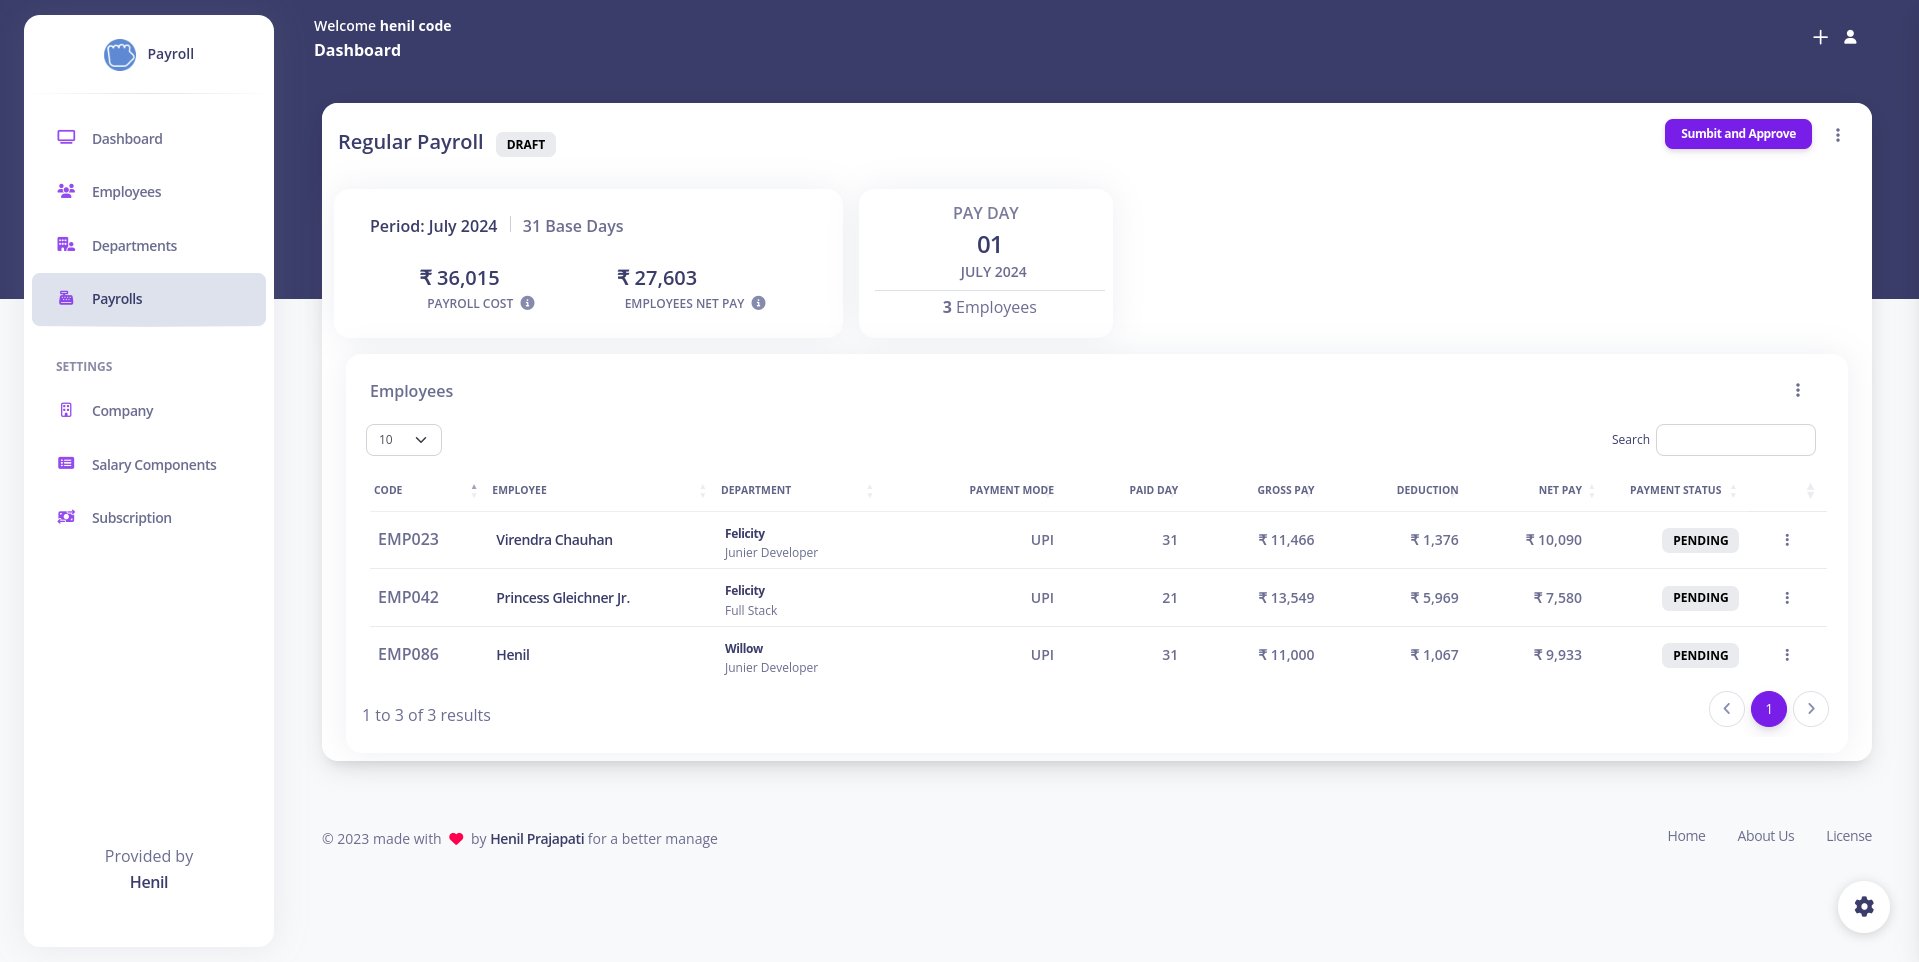 Payroll
Dashboard
Employees
Departments
Payrolls
SETTINGS
Company
Salary Components
Subscription
Provided by
Henil
Welcome henil code
Dashboard
Regular Payroll DRAFT
Sumbit and Approve
Period: July 2024 31 Base Days
₹ 36,015 ₹ 27,603
PAYROLL COST EMPLOYEES NET PAY
PAY DAY
01
JULY 2024
3 Employees
Employees
10
Search
CODE EMPLOYEE DEPARTMENT PAYMENT MODE PAID DAY GROSS PAY DEDUCTION NET PAY PAYMENT STATUS
EMP023 Virendra Chauhan Felicity UPI 31 ₹ 11,466 ₹ 1,376 ₹ 10,090 PENDING
Junier Developer
EMP042 Princess Gleichner Jr. Felicity UPI 21 ₹ 13,549 ₹ 5,969 ₹ 7,580 PENDING
Full Stack
EMP086 Henil Willow UPI 31 ₹ 11,000 ₹ 1,067 ₹ 9,933 PENDING
Junier Developer
1 to 3 of 3 results
1
© 2023 made with ♥ by Henil Prajapati for a better manage
Home About Us License